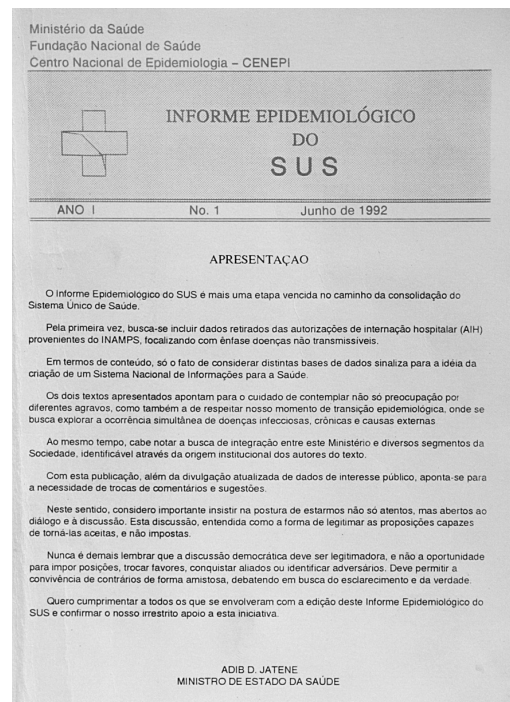 Ministério da Saúde
Fundação Nacional de Saúde
Centro Nacional de Epidemiologia – CENEPI
INFORME EPIDEMIOLÓGICO
DO
SUS
ANO I No. 1 Junho de 1992
APRESENTAÇAO
O Informe Epidemiológico do SUS é mais uma etapa vencida no caminho da consolidação do
Sistema Único de Saúde.
Pela primeira vez, busca-se incluir dados retirados das autorizações de internação hospitalar (AIH)
provenientes do INAMPS, focalizando com ênfase doenças não transmissíveis.
Em termos de conteúdo, só o fato de considerar distintas bases de dados sinaliza para a idéia da
criação de um Sistema Nacional de Informações para a Saúde.
Os dois textos apresentados apontam para o cuidado de contemplar não só preocupação por
diferentes agravos, como também a de respeitar nosso momento de transição epidemiológica, onde se
busca explorar a ocorrência simultânea de doenças infecciosas, crônicas e causas externas.
Ao mesmo tempo, cabe notar a busca de integração entre este Ministério e diversos segmentos da
Sociedade, identificável através da origem institucional dos autores do texto.
Com esta publicação, além da divulgação atualizada de dados de interesse público, aponta-se para
a necessidade de trocas de comentários e sugestões.
Neste sentido, considero importante insistir na postura de estarmos não só atentos, mas abertos ao
diálogo e à discussão. Esta discussão, entendida como a forma de legitimar as proposições capazes
de torná-las aceitas, e não impostas.
Nunca é demais lembrar que a discussão democrática deve ser legitimadora, e não a oportunidade
para impor posições, trocar favores, conquistar aliados ou identificar adversários. Deve permitir a
convivência de contrários de forma amistosa, debatendo em busca do esclarecimento e da verdade.
Quero cumprimentar a todos os que se envolveram com a edição deste Informe Epidemiológico do
SUS e confirmar o nosso irrestrito apoio a esta iniciativa.
ADIB D. JATENE
MINISTRO DE ESTADO DA SAÚDE